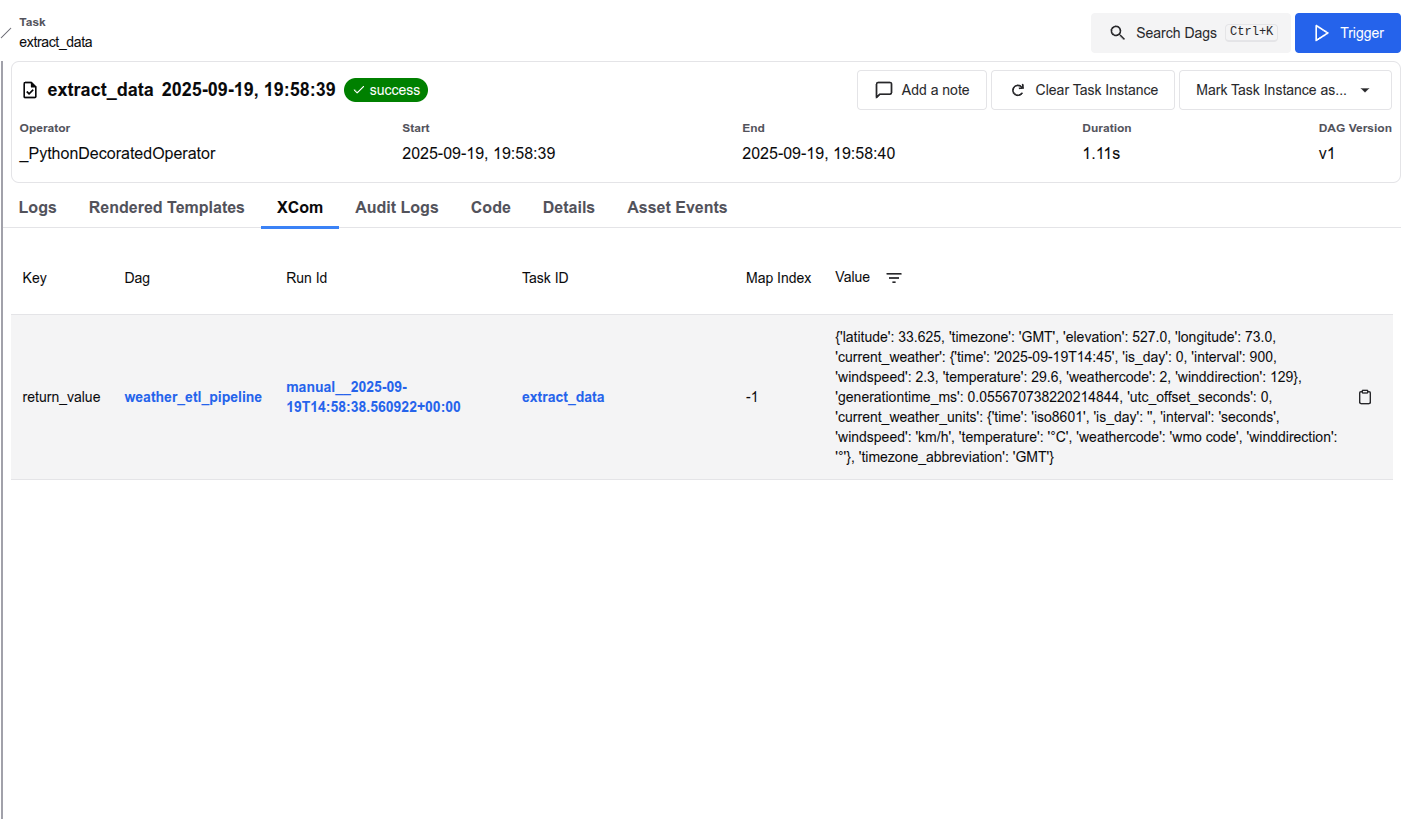 Task
extract_data
Search Dags Ctrl+K Trigger
extract_data 2025-09-19, 19:58:39 success
Add a note Clear Task Instance Mark Task Instance as...
Operator Start End Duration DAG Version
_PythonDecoratedOperator 2025-09-19, 19:58:39 2025-09-19, 19:58:40 1.11s v1
Logs Rendered Templates XCom Audit Logs Code Details Asset Events
Key Dag Run Id Task ID Map Index Value
return_value weather_etl_pipeline
manual__2025-09-
19T14:58:38.560922+00:00
extract_data -1
{'latitude': 33.625, 'timezone': 'GMT', 'elevation': 527.0, 'longitude': 73.0,
'current_weather': {'time': '2025-09-19T14:45', 'is_day': 0, 'interval': 900,
'windspeed': 2.3, 'temperature': 29.6, 'weathercode': 2, 'winddirection': 129},
'generationtime_ms': 0.055670738220214844, 'utc_offset_seconds': 0,
'current_weather_units': {'time': 'iso8601', 'is_day': '', 'interval': 'seconds',
'windspeed': 'km/h', 'temperature': '°C', 'weathercode': 'wmo code', 'winddirection':
'°'}, 'timezone_abbreviation': 'GMT'}